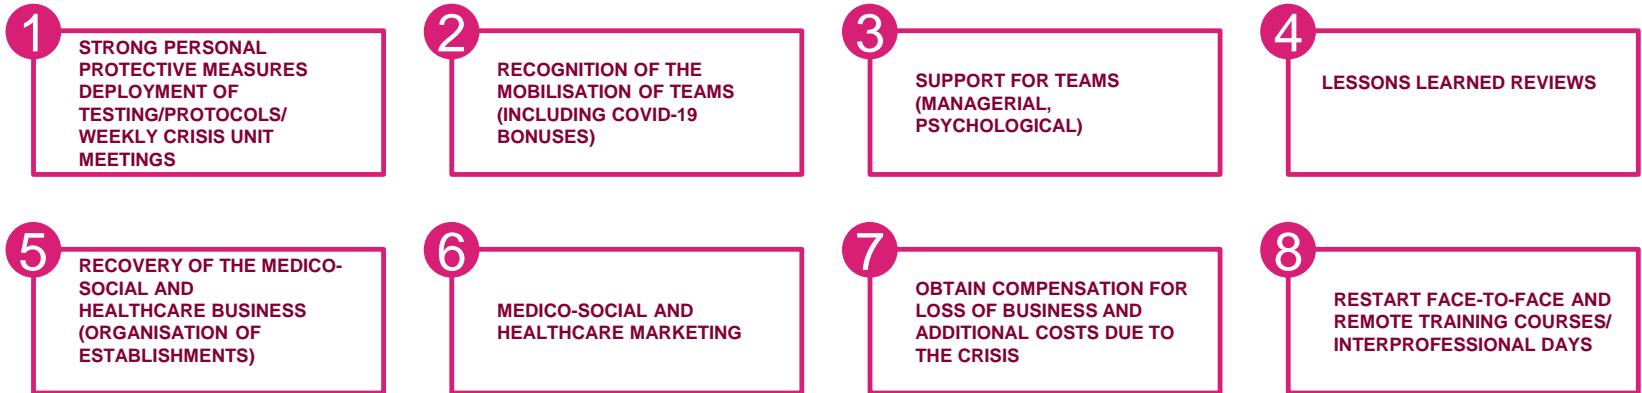 1
STRONG PERSONAL
PROTECTIVE MEASURES
DEPLOYMENT OF
TESTING/PROTOCOLS/
WEEKLY CRISIS UNIT
MEETINGS
2
RECOGNITION OF THE
MOBILISATION OF TEAMS
(INCLUDING COVID-19
BONUSES)
3
SUPPORT FOR TEAMS
(MANAGERIAL,
PSYCHOLOGICAL)
4
LESSONS LEARNED REVIEWS
5
RECOVERY OF THE MEDICO-
SOCIAL AND
HEALTHCARE BUSINESS
(ORGANISATION OF
ESTABLISHMENTS)
6
MEDICO-SOCIAL AND
HEALTHCARE MARKETING
7
OBTAIN COMPENSATION FOR
LOSS OF BUSINESS AND
ADDITIONAL COSTS DUE TO
THE CRISIS
8
RESTART FACE-TO-FACE AND
REMOTE TRAINING COURSES/
INTERPROFESSIONAL DAYS